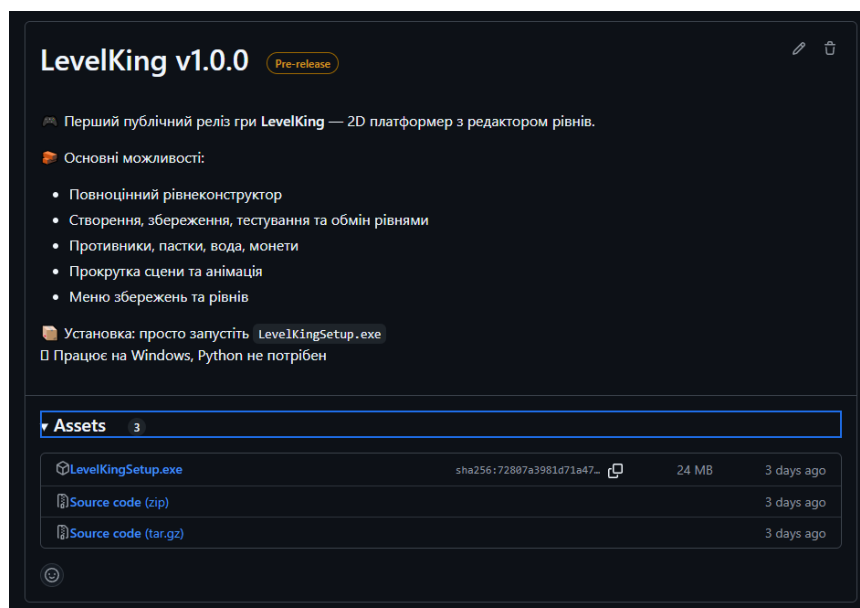 LevelKing v1.0.0 Pre-release
🎮 Перший публічний реліз гри LevelKing — 2D платформер з редактором рівнів.
🧱 Основні можливості:
• Повноцінний рівнеконструктор
• Створення, збереження, тестування та обмін рівнями
• Противники, пастки, вода, монети
• Прокрутка сцени та анімація
• Меню збережень та рівнів
📦 Установка: просто запустіть LevelKingSetup.exe
▯ Працює на Windows, Python не потрібен
▾ Assets 3
LevelKingSetup.exe sha256:72807a3981d71a47… 24 MB 3 days ago
Source code (zip) 3 days ago
Source code (tar.gz) 3 days ago